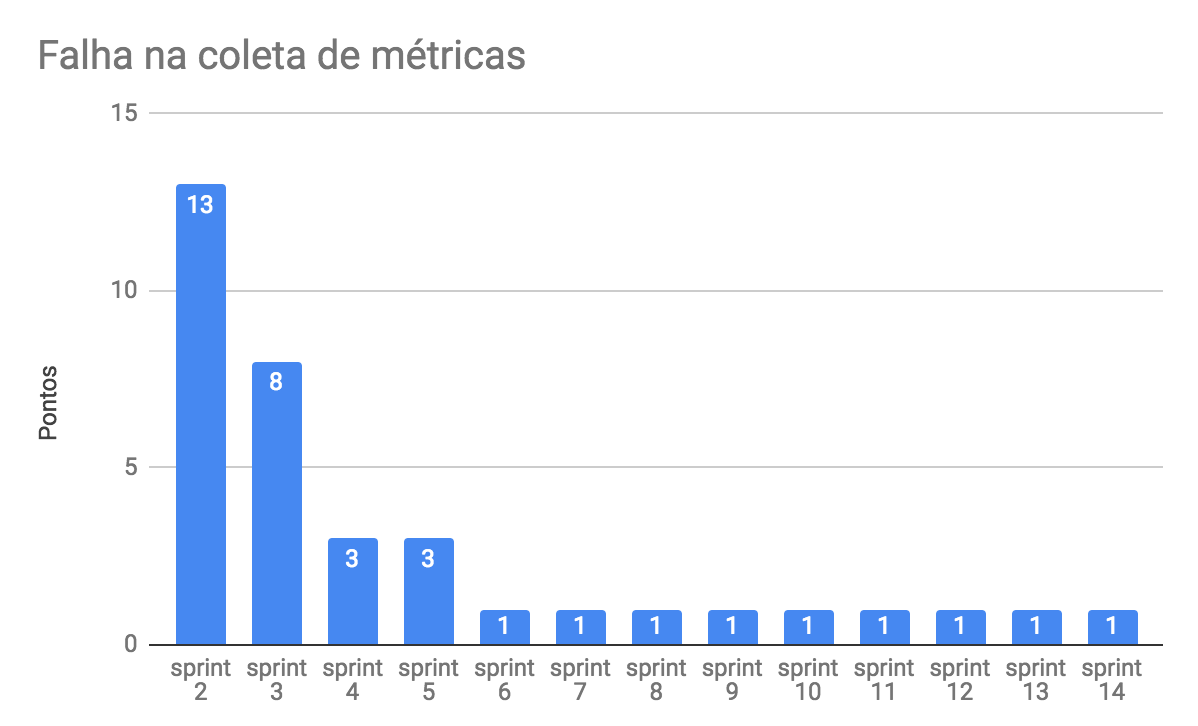 Falha na coleta de métricas
15
10
5
0
Pontos
13
8
3
3
1
1
1
1
1
1
1
1
1
sprint 2
sprint 3
sprint 4
sprint 5
sprint 6
sprint 7
sprint 8
sprint 9
sprint 10
sprint 11
sprint 12
sprint 13
sprint 14